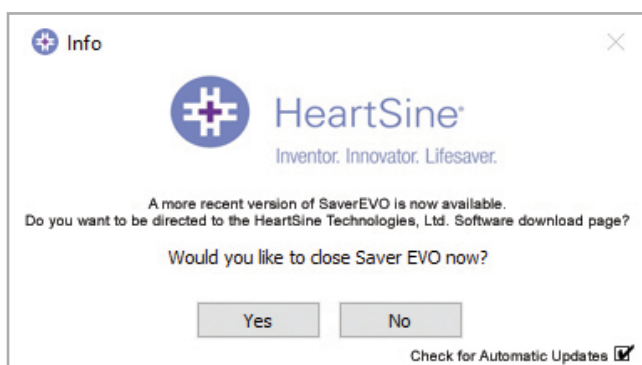 Info
HeartSine®
Inventor. Innovator. Lifesaver.
A more recent version of SaverEVO is now available.
Do you want to be directed to the HeartSine Technologies, Ltd. Software download page?
Would you like to close Saver EVO now?
Yes No
Check for Automatic Updates